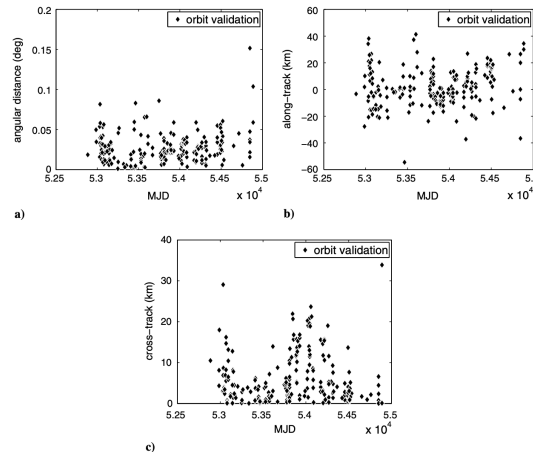 0.2
0.15
0.1
0.05
0
angular distance (deg)
orbit validation
5.25 5.3 5.35 5.4 5.45 5.5
MJD
x 10^4
a)
60
40
20
0
−20
−40
−60
along−track (km)
orbit validation
5.25 5.3 5.35 5.4 5.45 5.5
MJD
x 10^4
b)
40
30
20
10
0
cross−track (km)
orbit validation
5.25 5.3 5.35 5.4 5.45 5.5
MJD
x 10^4
c)